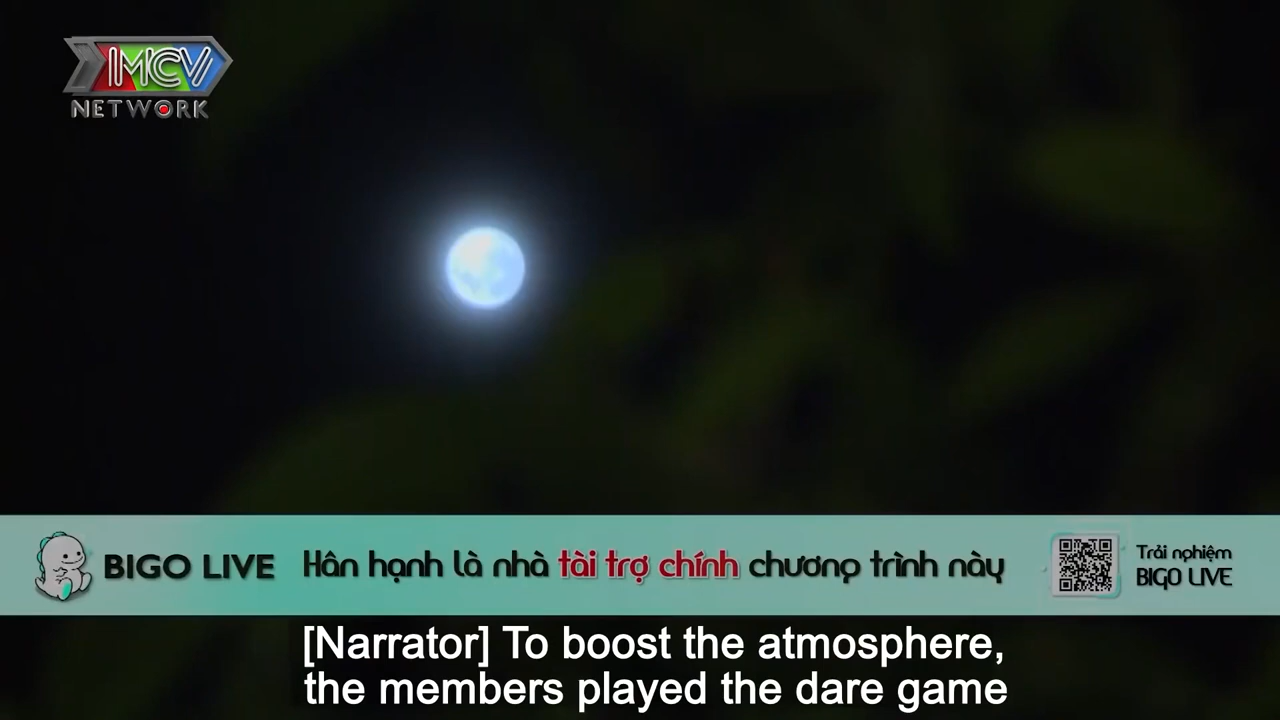 MCV
NETWORK
BIGO LIVE
Hân hạnh là nhà tài trợ chính chương trình này
Trải nghiệm
BIGO LIVE
[Narrator] To boost the atmosphere,
the members played the dare game